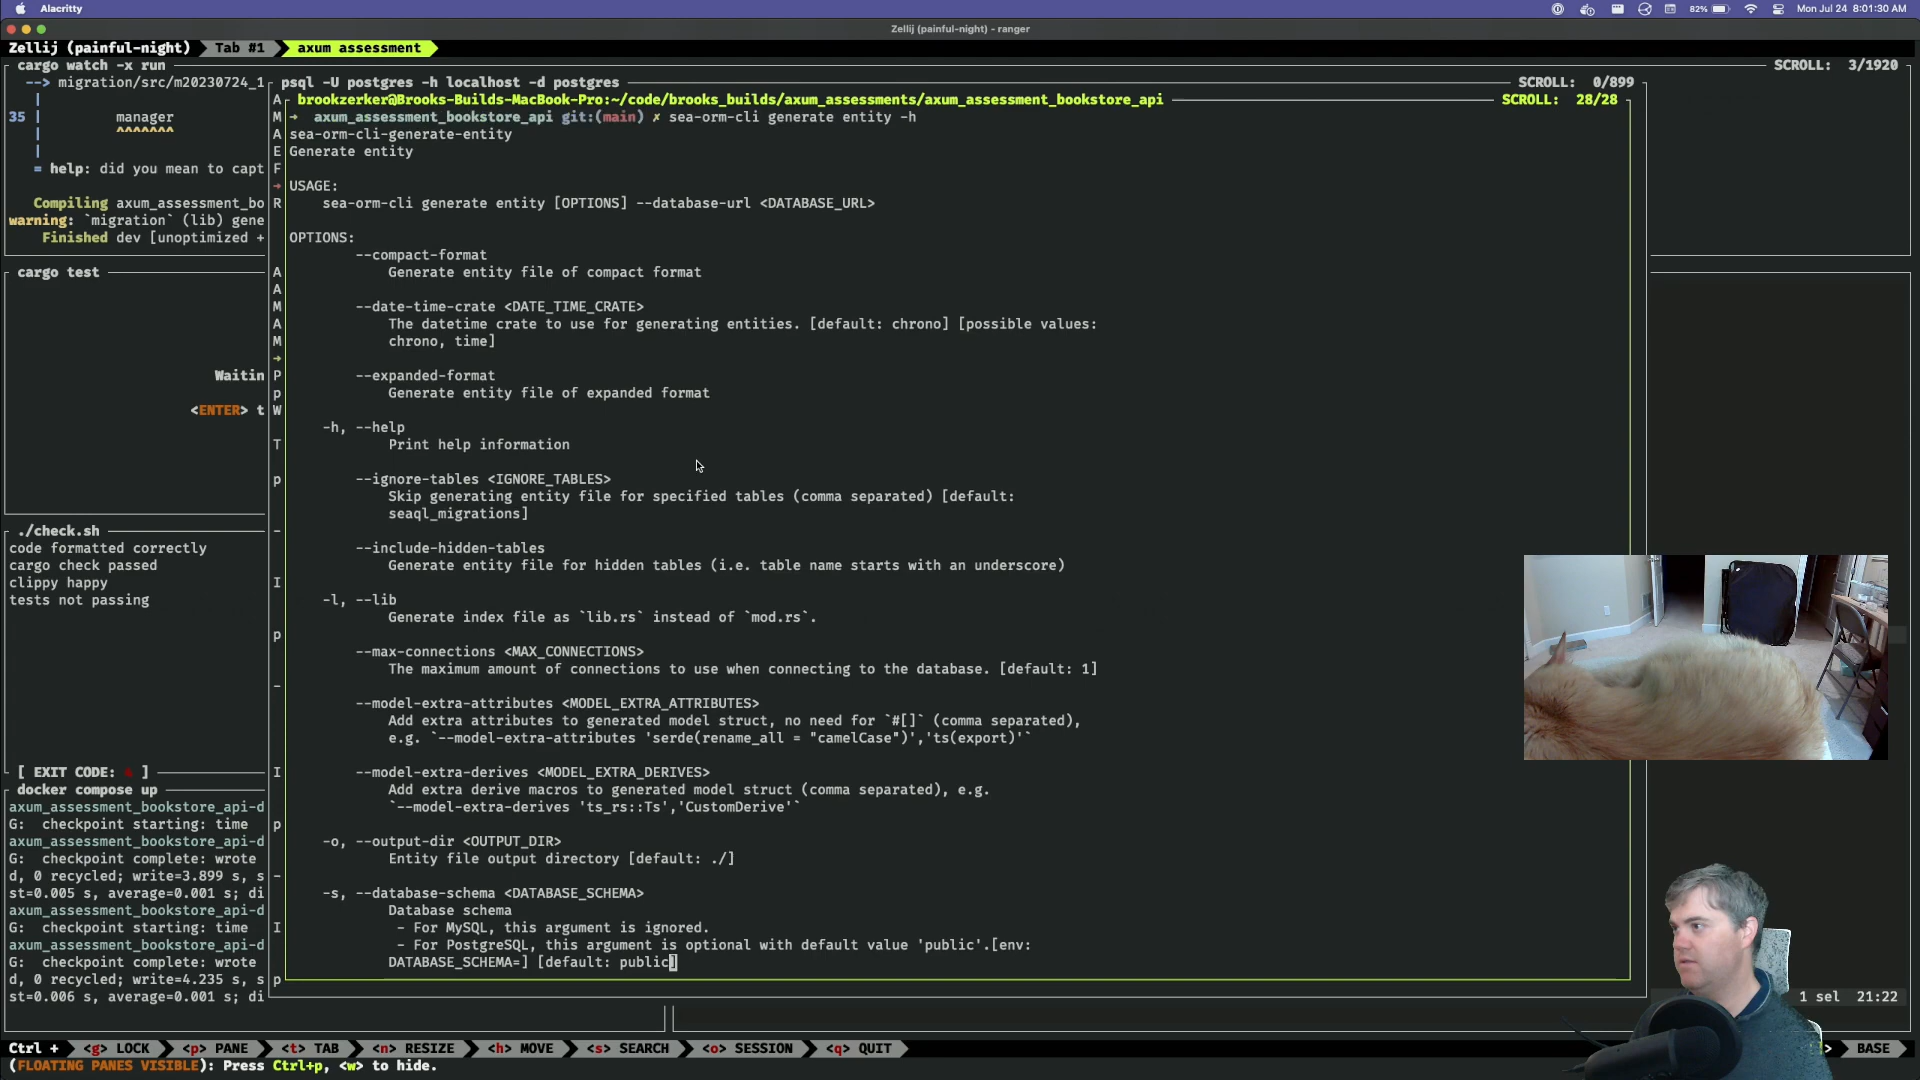 Alacritty
82%
Mon Jul 24 8:01:30 AM
Zellij (painful-night) - ranger
Zellij (painful-night) Tab #1 axum assessment
cargo watch -x run
SCROLL: 3/1920
--> migration/src/m20230724_1
35 | manager
^^^^^^^
= help: did you mean to capt
Compiling axum_assessment_bo
warning: `migration` (lib) gene
Finished dev [unoptimized +
cargo test
Waitin
<ENTER> t
./check.sh
code formatted correctly
cargo check passed
clippy happy
tests not passing
[ EXIT CODE: ]
docker compose up
axum_assessment_bookstore_api-d
G: checkpoint starting: time
axum_assessment_bookstore_api-d
G: checkpoint complete: wrote
d, 0 recycled; write=3.899 s, s
st=0.005 s, average=0.001 s; di
axum_assessment_bookstore_api-d
G: checkpoint starting: time
axum_assessment_bookstore_api-d
G: checkpoint complete: wrote
d, 0 recycled; write=4.235 s, s
st=0.006 s, average=0.001 s; di
psql -U postgres -h localhost -d postgres
SCROLL: 0/899
A
M
A
E
F
→
R
A
A
M
A
M
→
P
p
W
T
p
-
I
p
-
I
p
-
I
p
brookzerker@Brooks-Builds-MacBook-Pro:~/code/brooks_builds/axum_assessments/axum_assessment_bookstore_api
SCROLL: 28/28
→ axum_assessment_bookstore_api git:(main) ✗ sea-orm-cli generate entity -h
sea-orm-cli-generate-entity
Generate entity
USAGE:
sea-orm-cli generate entity [OPTIONS] --database-url <DATABASE_URL>
OPTIONS:
--compact-format
Generate entity file of compact format
--date-time-crate <DATE_TIME_CRATE>
The datetime crate to use for generating entities. [default: chrono] [possible values:
chrono, time]
--expanded-format
Generate entity file of expanded format
-h, --help
Print help information
--ignore-tables <IGNORE_TABLES>
Skip generating entity file for specified tables (comma separated) [default:
seaql_migrations]
--include-hidden-tables
Generate entity file for hidden tables (i.e. table name starts with an underscore)
-l, --lib
Generate index file as `lib.rs` instead of `mod.rs`.
--max-connections <MAX_CONNECTIONS>
The maximum amount of connections to use when connecting to the database. [default: 1]
--model-extra-attributes <MODEL_EXTRA_ATTRIBUTES>
Add extra attributes to generated model struct, no need for `#[]` (comma separated),
e.g. `--model-extra-attributes 'serde(rename_all = "camelCase")','ts(export)'`
--model-extra-derives <MODEL_EXTRA_DERIVES>
Add extra derive macros to generated model struct (comma separated), e.g.
`--model-extra-derives 'ts_rs::Ts','CustomDerive'`
-o, --output-dir <OUTPUT_DIR>
Entity file output directory [default: ./]
-s, --database-schema <DATABASE_SCHEMA>
Database schema
- For MySQL, this argument is ignored.
- For PostgreSQL, this argument is optional with default value 'public'.[env:
DATABASE_SCHEMA=] [default: public]
1 sel 21:22
Ctrl + <g> LOCK <p> PANE <t> TAB <n> RESIZE <h> MOVE <s> SEARCH <o> SESSION <q> QUIT
> BASE
(FLOATING PANES VISIBLE): Press Ctrl+p, <w> to hide.